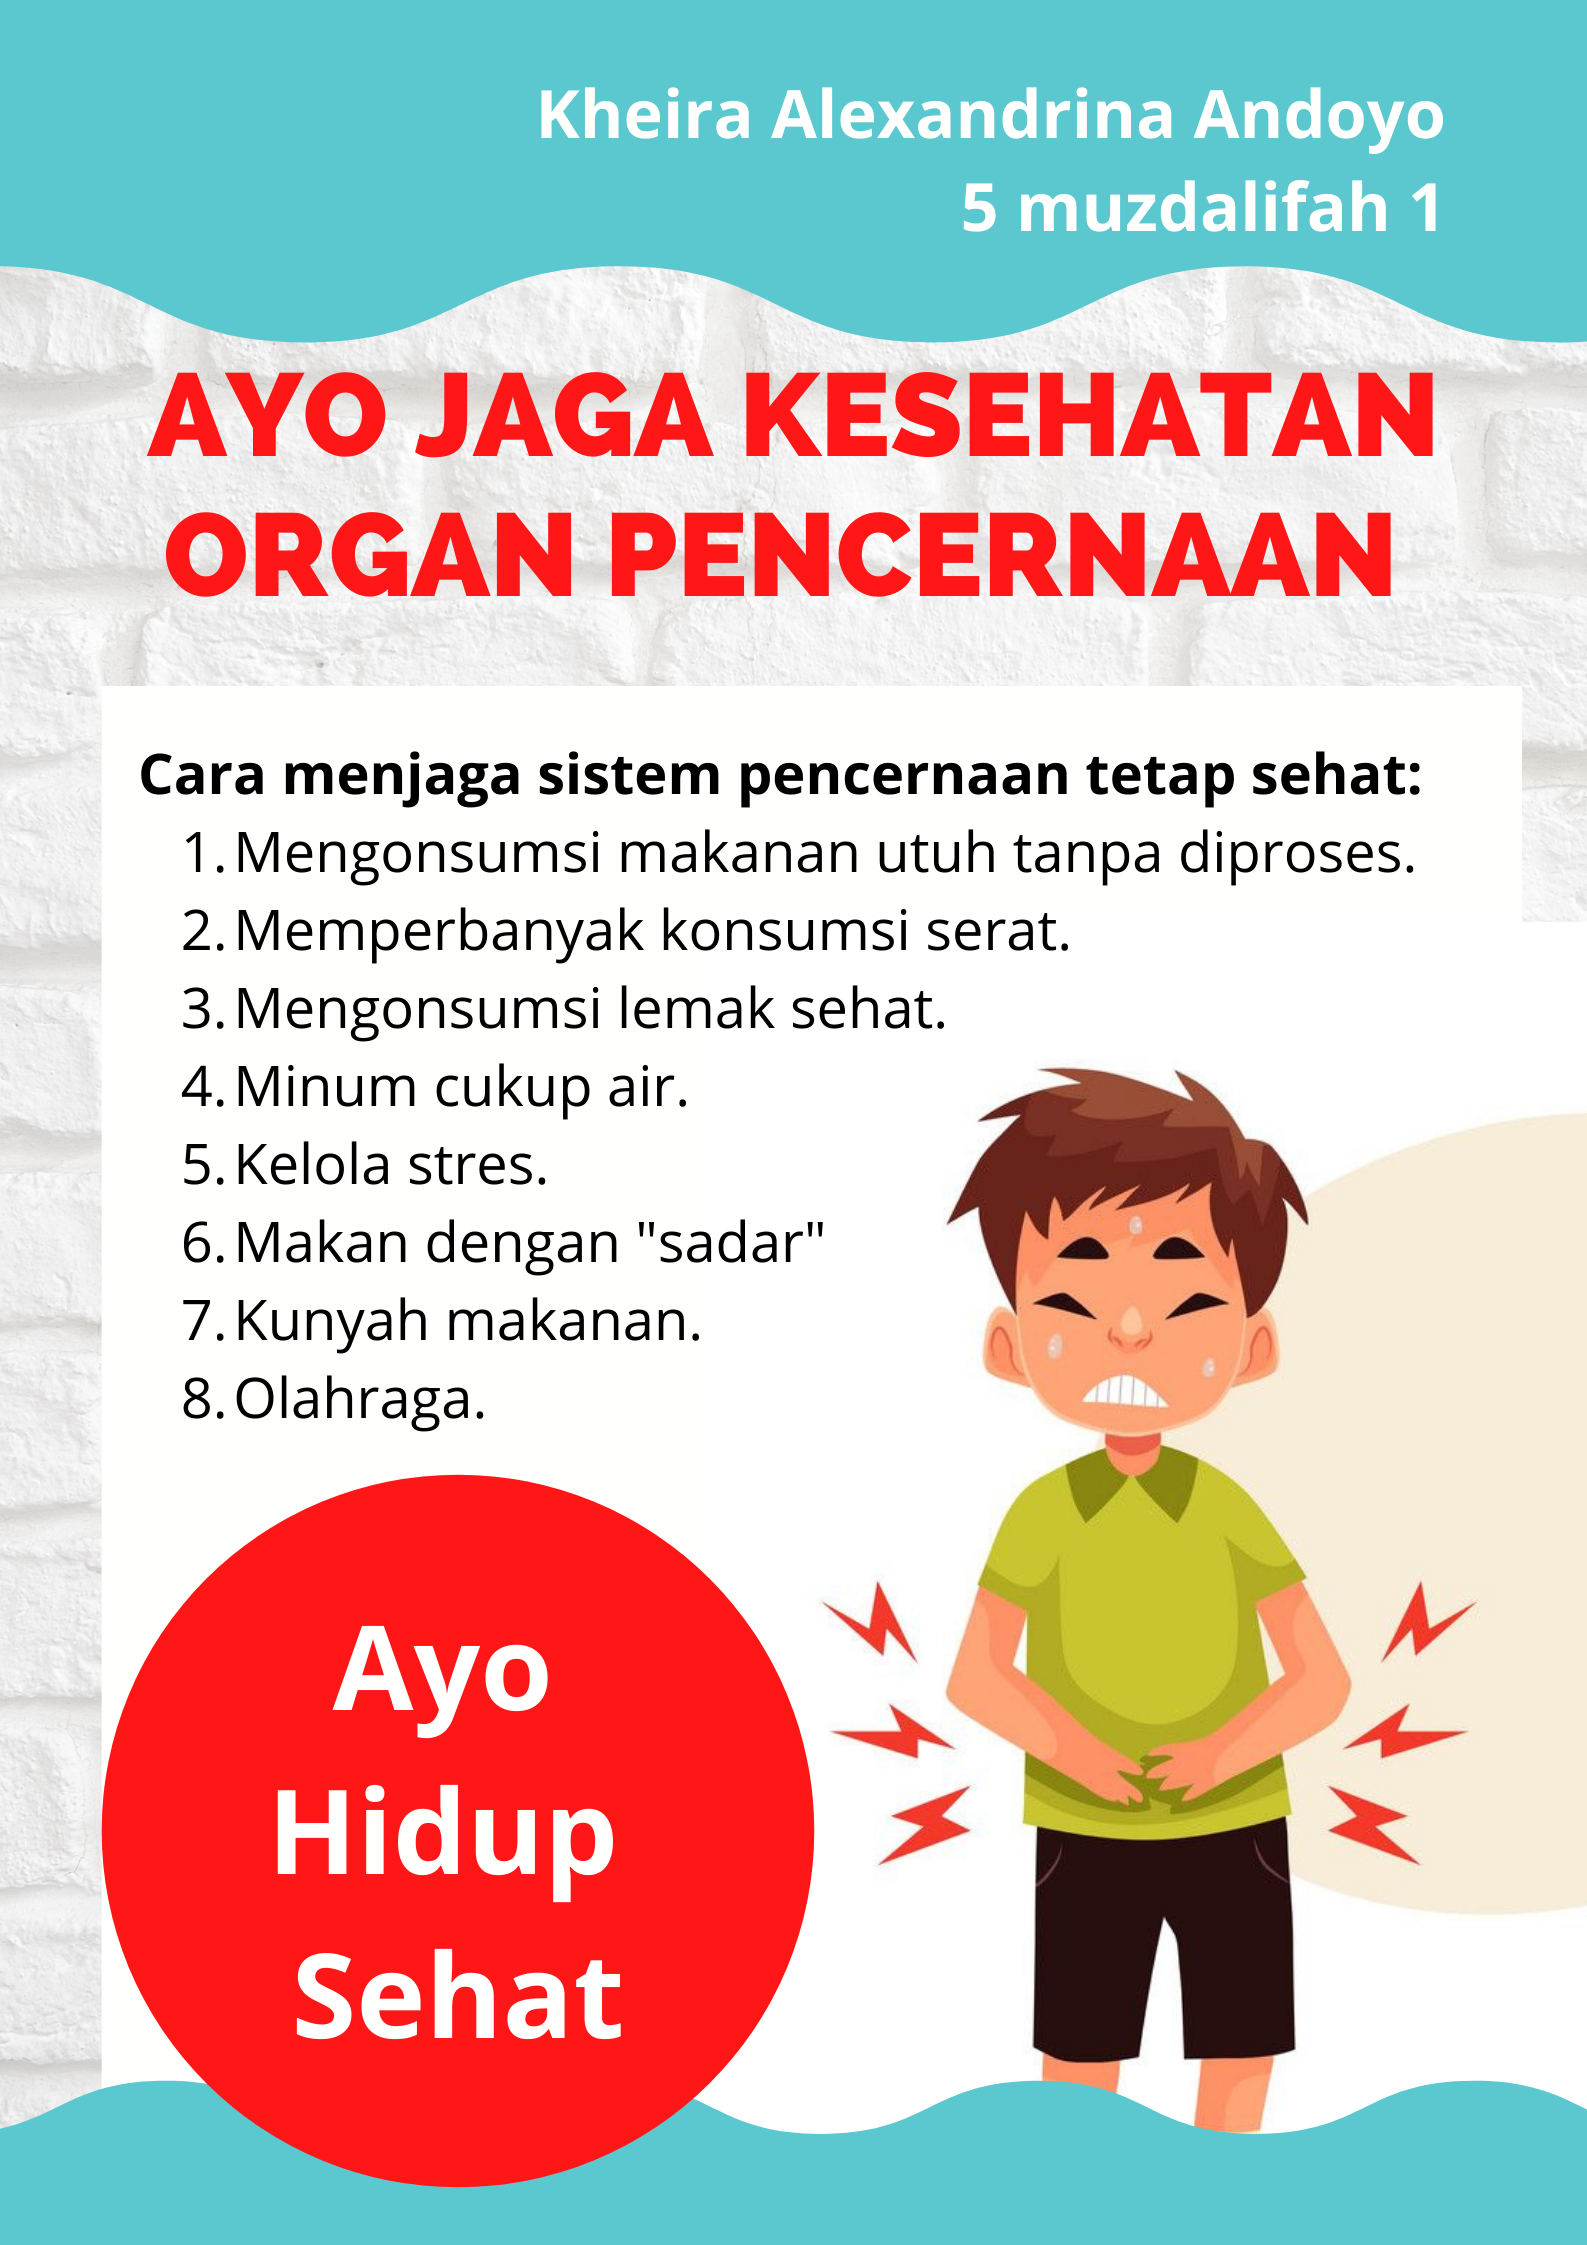 Kheira Alexandrina Andoyo
5 muzdalifah 1
AYO JAGA KESEHATAN
ORGAN PENCERNAAN
Cara menjaga sistem pencernaan tetap sehat:
1. Mengonsumsi makanan utuh tanpa diproses.
2. Memperbanyak konsumsi serat.
3. Mengonsumsi lemak sehat.
4. Minum cukup air.
5. Kelola stres.
6. Makan dengan "sadar"
7. Kunyah makanan.
8. Olahraga.
Ayo
Hidup
Sehat